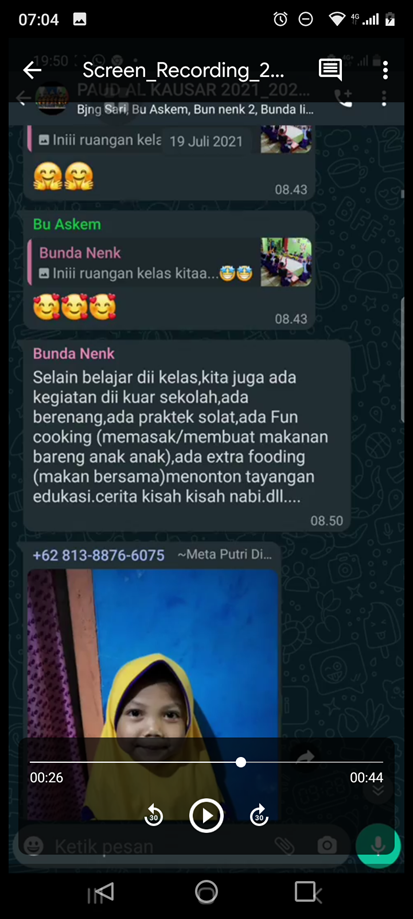 07:04
4G
19:50
Screen_Recording_2...
PAUD AL KAUSAR 2021_202...
Bjng Sari, Bu Askem, Bun nenk 2, Bunda Ii...
Iniii ruangan kela
19 Juli 2021
08.43
Bu Askem
Bunda Nenk
Iniii ruangan kelas kitaa...
08.43
Bunda Nenk
Selain belajar dii kelas,kita juga ada
kegiatan dii kuar sekolah,ada
berenang,ada praktek solat,ada Fun
cooking (memasak/membuat makanan
bareng anak anak),ada extra fooding
(makan bersama)menonton tayangan
edukasi.cerita kisah kisah nabi.dll....
08.50
+62 813-8876-6075 ~Meta Putri Di...
00:26
00:44
30
30
Ketik pesan